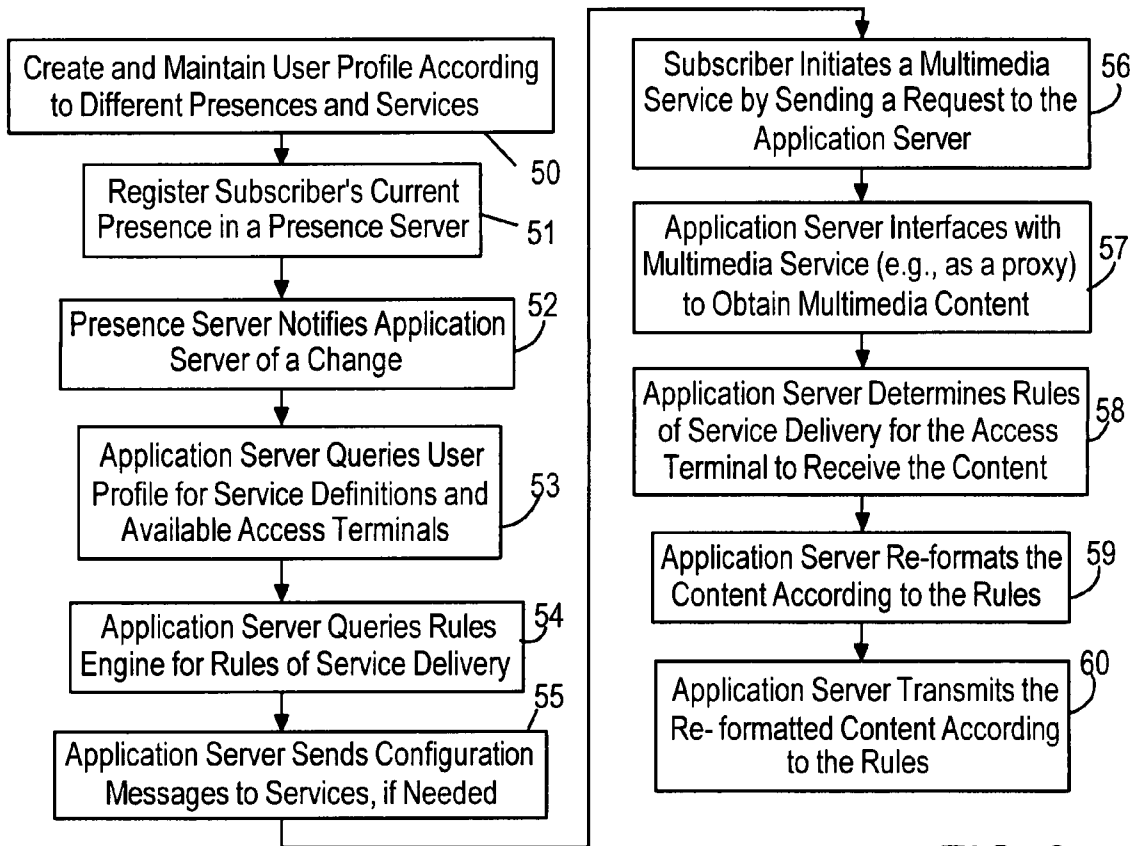 Create and Maintain User Profile According
to Different Presences and Services
50
Register Subscriber's Current
Presence in a Presence Server
51
Presence Server Notifies Application
Server of a Change
52
Application Server Queries User
Profile for Service Definitions and
Available Access Terminals
53
Application Server Queries Rules
Engine for Rules of Service Delivery
54
Application Server Sends Configuration
Messages to Services, if Needed
55
Subscriber Initiates a Multimedia
Service by Sending a Request to the
Application Server
56
Application Server Interfaces with
Multimedia Service (e.g., as a proxy)
to Obtain Multimedia Content
57
Application Server Determines Rules
of Service Delivery for the Access
Terminal to Receive the Content
58
Application Server Re-formats the
Content According to the Rules
59
Application Server Transmits the
Re- formatted Content According
to the Rules
60